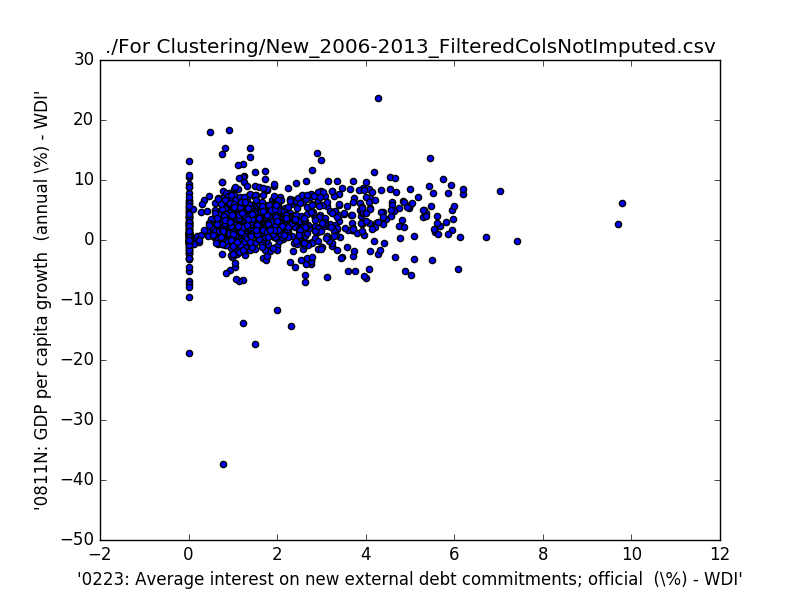 ./For Clustering/New_2006-2013_FilteredColsNotImputed.csv
30
20
10
0
−10
−20
−30
−40
−50
'0811N: GDP per capita growth  (annual \%) - WDI'
−2 0 2 4 6 8 10 12
'0223: Average interest on new external debt commitments; official  (\%) - WDI'